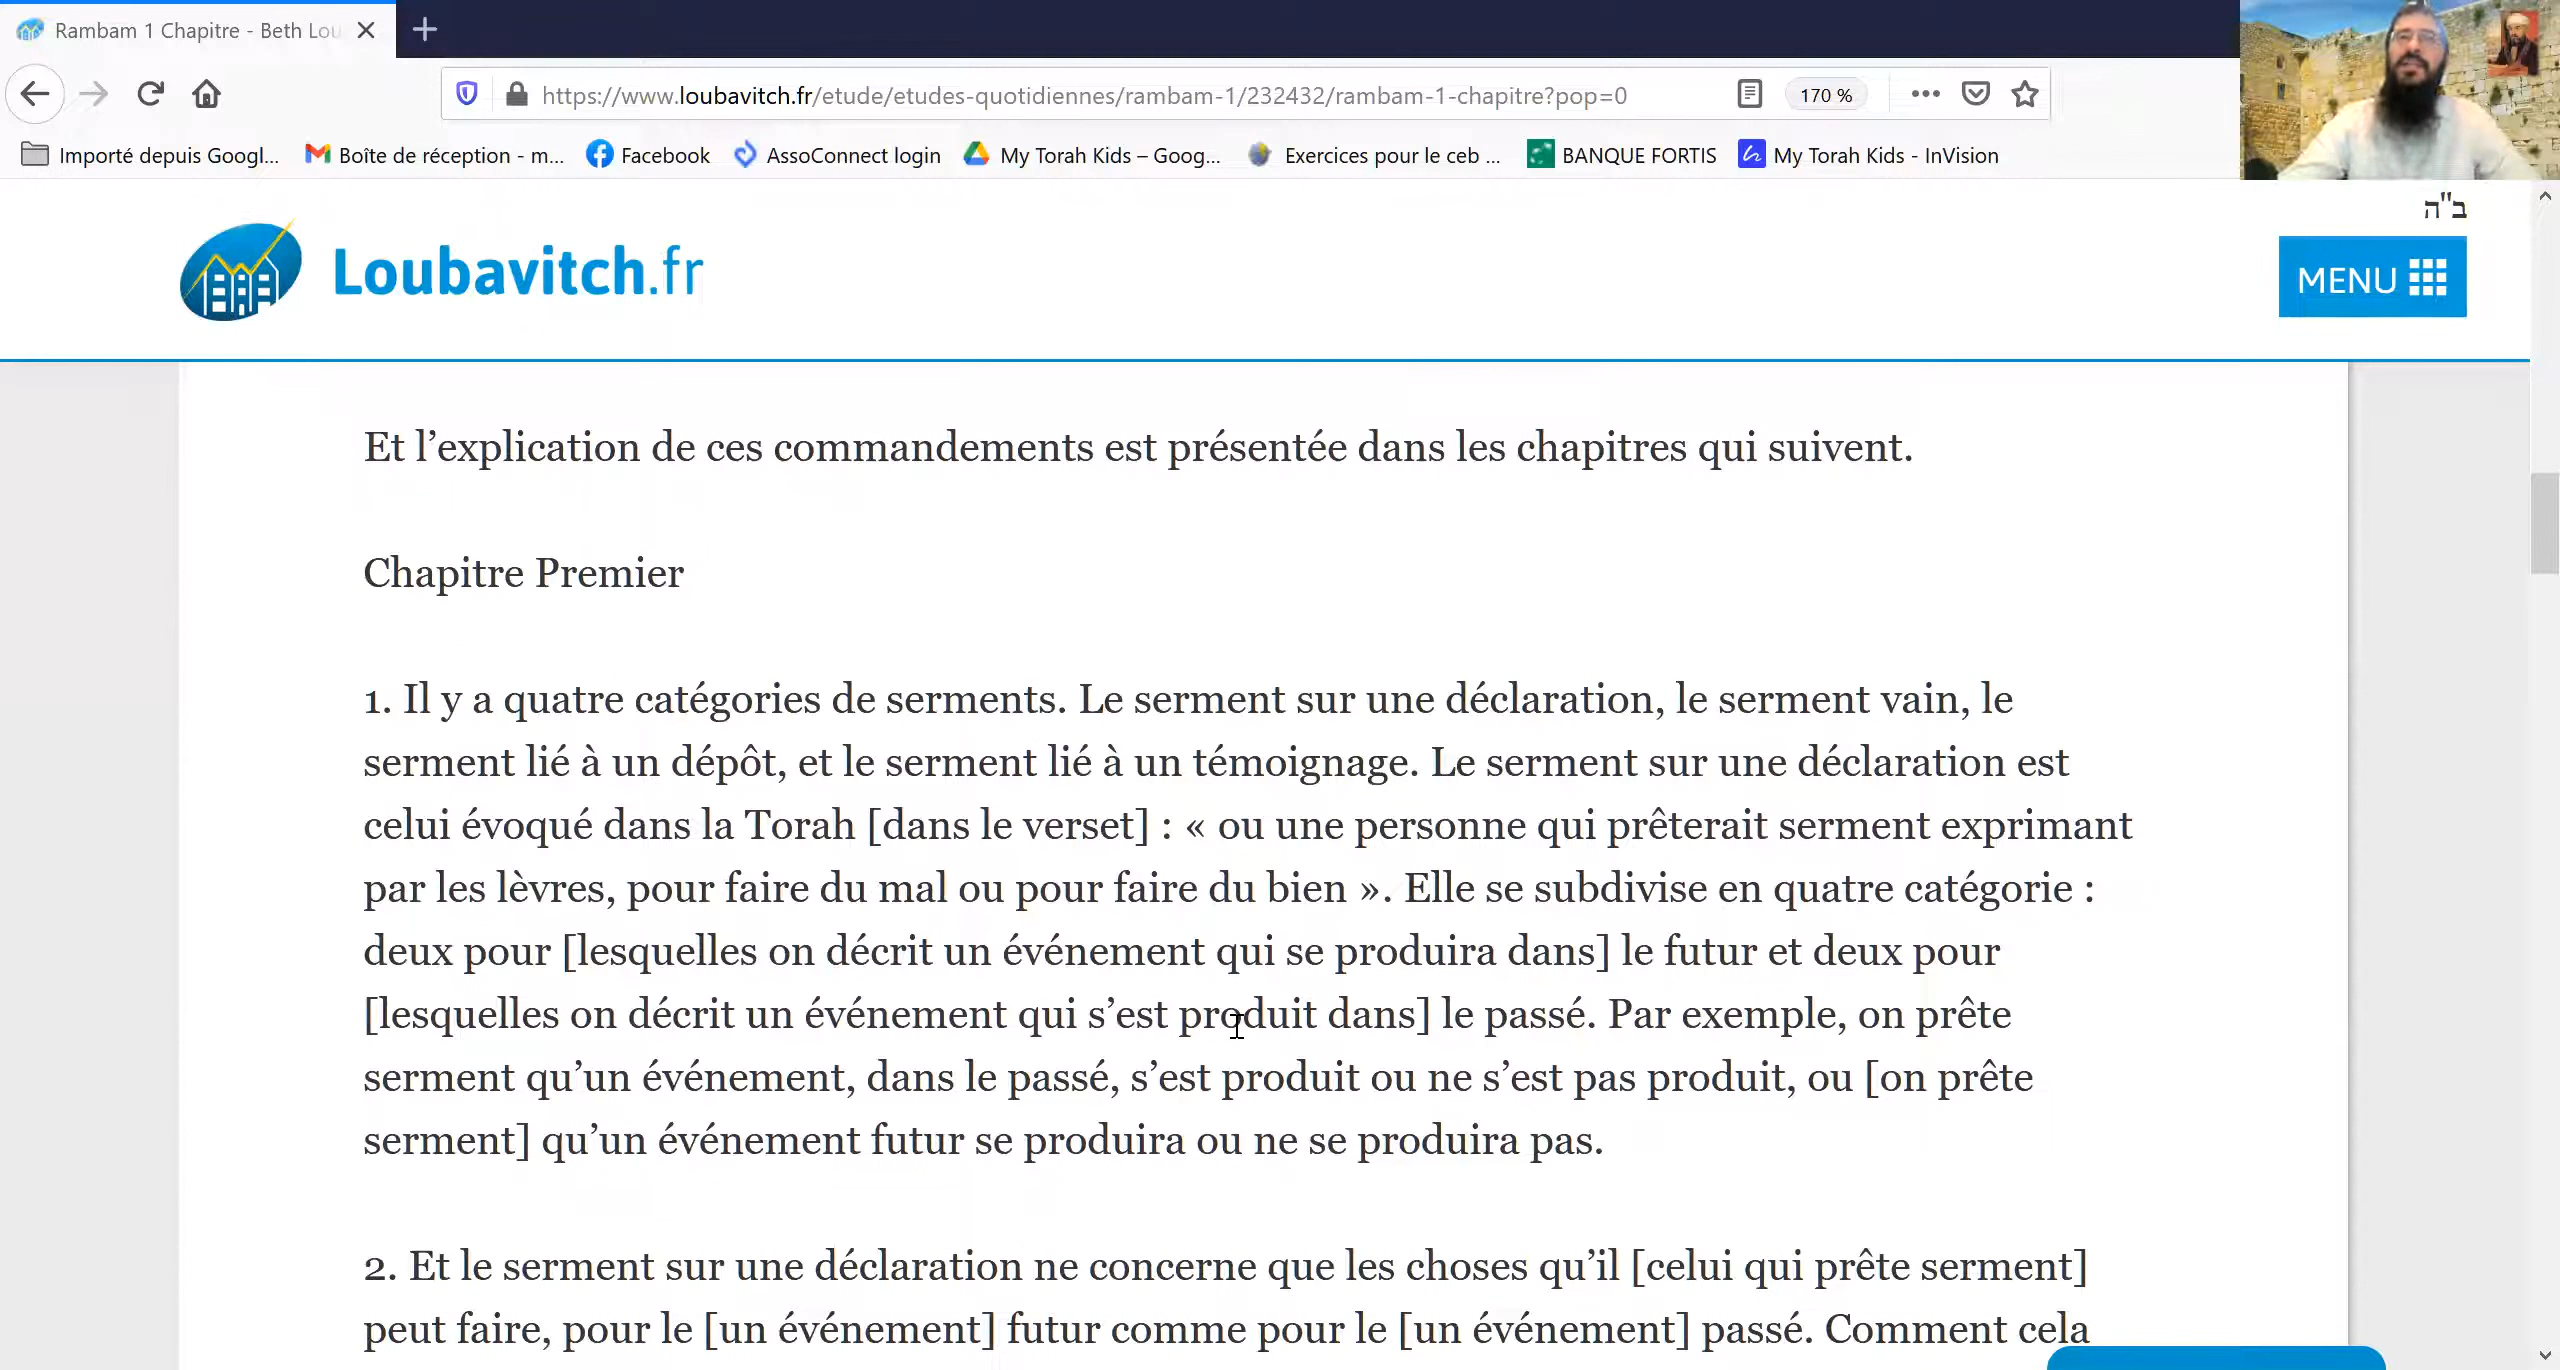 Rambam 1 Chapitre - Beth Lou
https://www.loubavitch.fr/etude/etudes-quotidiennes/rambam-1/232432/rambam-1-chapitre?pop=0
170 %
Importé depuis Googl...
Boîte de réception - m...
Facebook
AssoConnect login
My Torah Kids – Goog...
Exercices pour le ceb ...
BANQUE FORTIS
My Torah Kids - InVision
ב"ה
Loubavitch.fr
MENU
Et l’explication de ces commandements est présentée dans les chapitres qui suivent.
Chapitre Premier
1. Il y a quatre catégories de serments. Le serment sur une déclaration, le serment vain, le
serment lié à un dépôt, et le serment lié à un témoignage. Le serment sur une déclaration est
celui évoqué dans la Torah [dans le verset] : « ou une personne qui prêterait serment exprimant
par les lèvres, pour faire du mal ou pour faire du bien ». Elle se subdivise en quatre catégorie :
deux pour [lesquelles on décrit un événement qui se produira dans] le futur et deux pour
[lesquelles on décrit un événement qui s’est produit dans] le passé. Par exemple, on prête
serment qu’un événement, dans le passé, s’est produit ou ne s’est pas produit, ou [on prête
serment] qu’un événement futur se produira ou ne se produira pas.
2. Et le serment sur une déclaration ne concerne que les choses qu’il [celui qui prête serment]
peut faire, pour le [un événement] futur comme pour le [un événement] passé. Comment cela